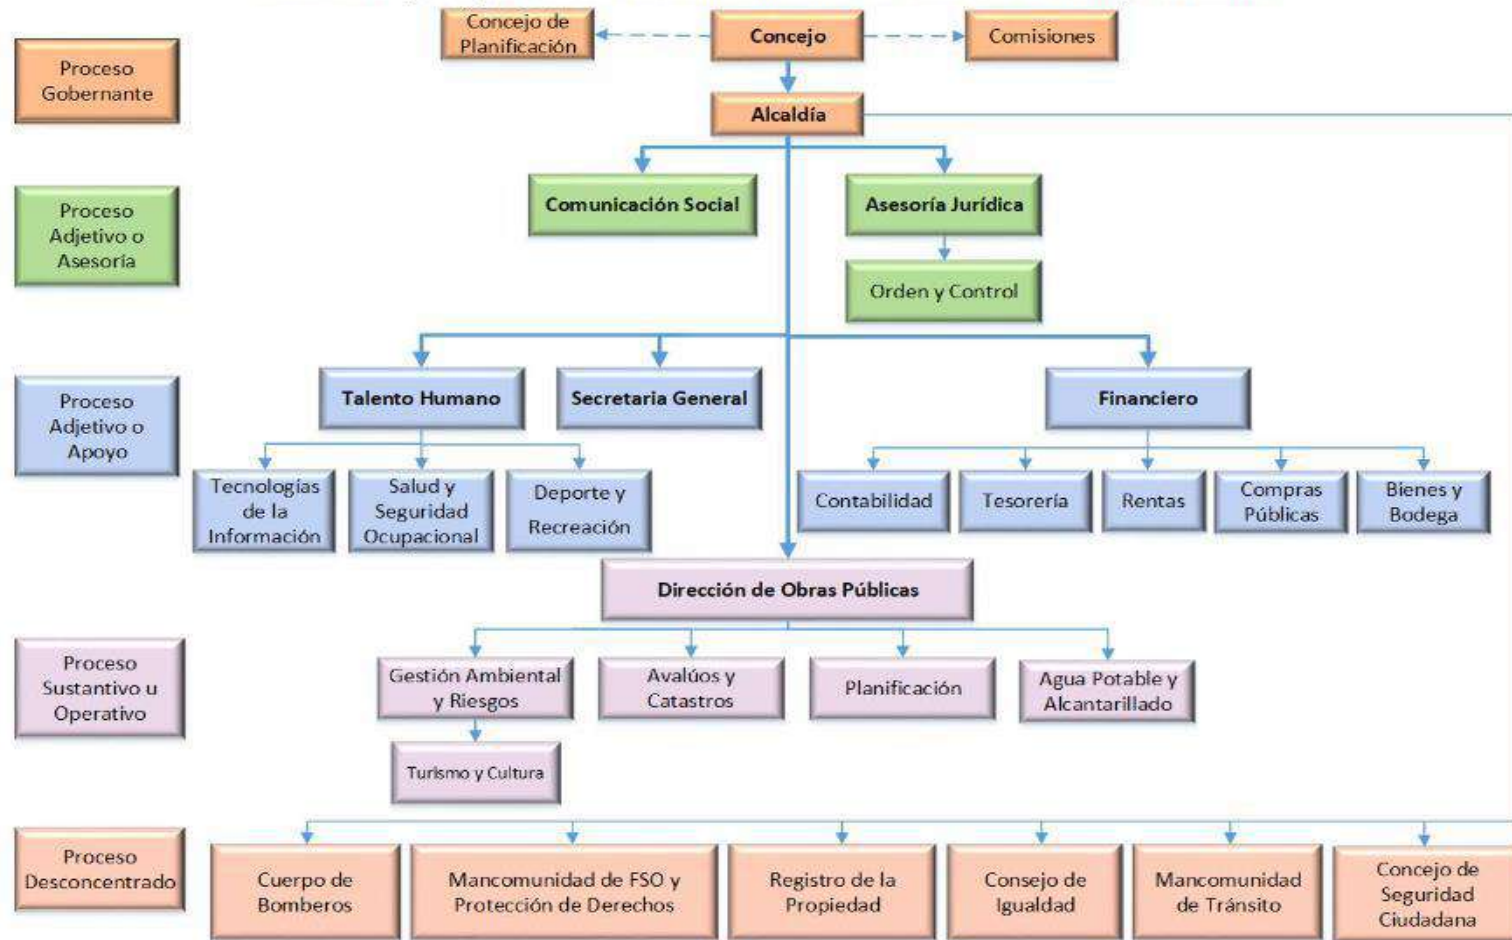 Concejo de
Planificación
Concejo
Comisiones
Proceso
Gobernante
Alcaldía
Proceso
Adjetivo o
Asesoría
Comunicación Social
Asesoría Jurídica
Orden y Control
Proceso
Adjetivo o
Apoyo
Talento Humano
Secretaria General
Financiero
Tecnologías
de la
Información
Salud y
Seguridad
Ocupacional
Deporte y
Recreación
Contabilidad
Tesorería
Rentas
Compras
Públicas
Bienes y
Bodega
Dirección de Obras Públicas
Proceso
Sustantivo u
Operativo
Gestión Ambiental
y Riesgos
Avalúos y
Catastros
Planificación
Agua Potable y
Alcantarillado
Turismo y Cultura
Proceso
Desconcentrado
Cuerpo de
Bomberos
Mancomunidad de FSO y
Protección de Derechos
Registro de la
Propiedad
Consejo de
Igualdad
Mancomunidad
de Tránsito
Concejo de
Seguridad
Ciudadana